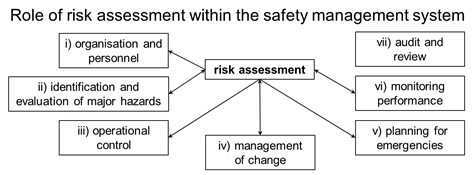 Role of risk assessment within the safety management system
i) organisation and
personnel
vii) audit and
review
risk assessment
ii) identification and
evaluation of major hazards
vi) monitoring
performance
iii) operational
control
iv) management
of change
v) planning for
emergencies